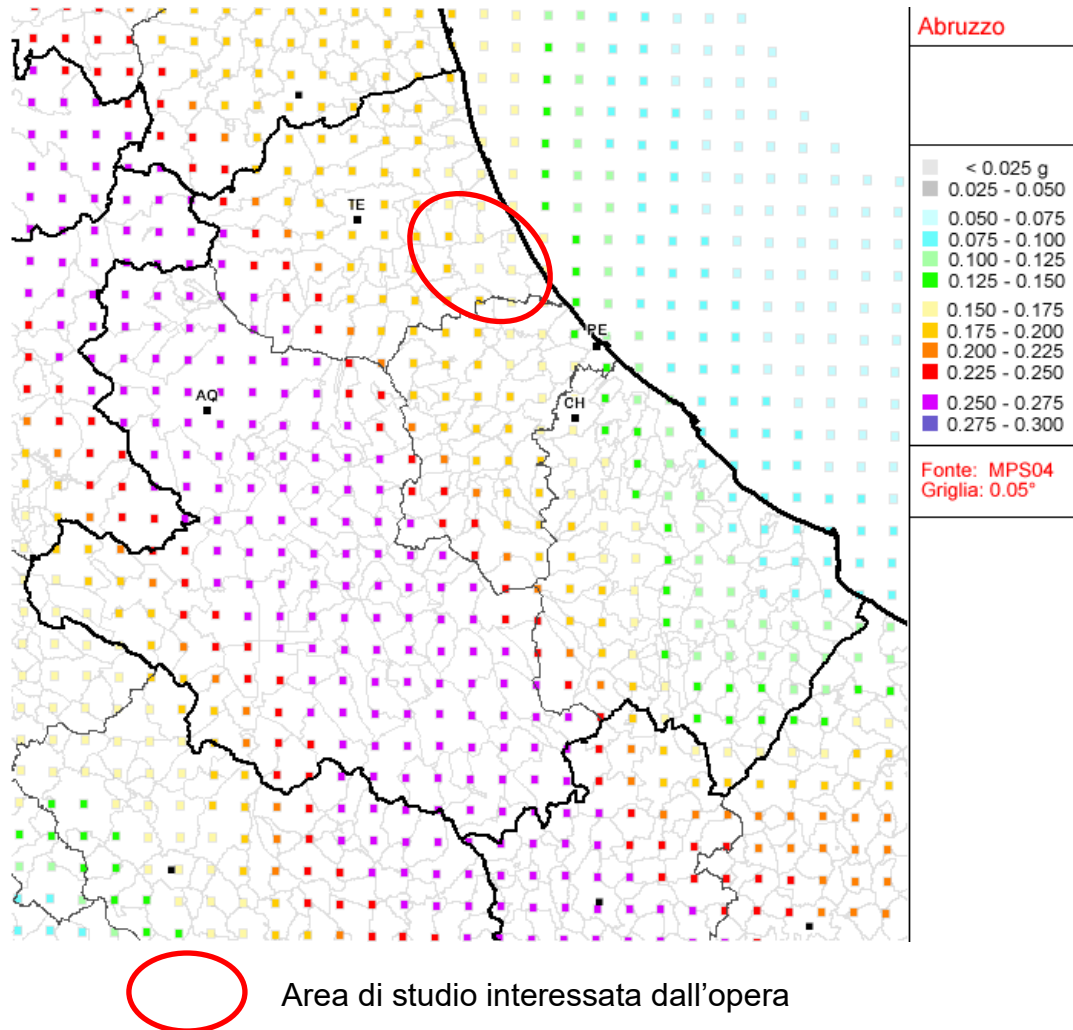 Abruzzo
< 0.025 g
0.025 - 0.050
0.050 - 0.075
0.075 - 0.100
0.100 - 0.125
0.125 - 0.150
0.150 - 0.175
0.175 - 0.200
0.200 - 0.225
0.225 - 0.250
0.250 - 0.275
0.275 - 0.300
Fonte: MPS04
Griglia: 0.05°
TE
PE
AQ
CH
Area di studio interessata dall’opera